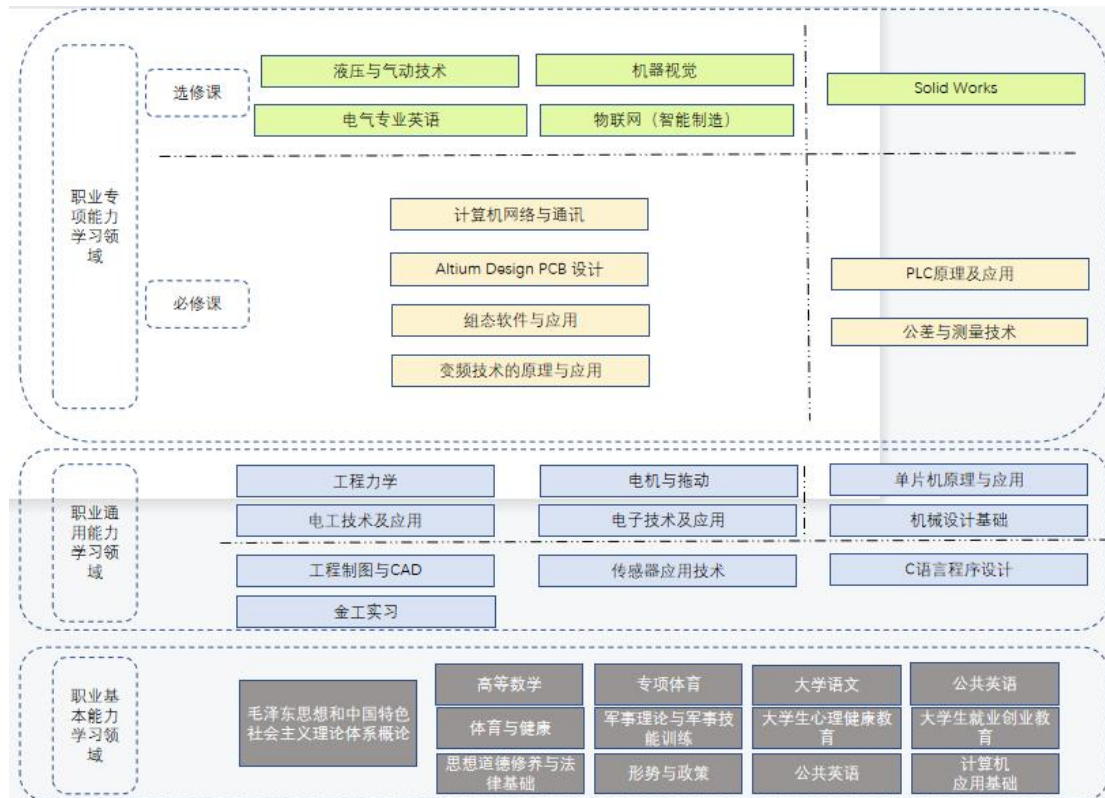 职业专
项能力
学习领
域
选修课
液压与气动技术
机器视觉
Solid Works
电气专业英语
物联网（智能制造）
必修课
计算机网络与通讯
Altium Design PCB 设计
组态软件与应用
变频技术的原理与应用
PLC原理及应用
公差与测量技术
职业通
用能力
学习领域
工程力学
电机与拖动
单片机原理与应用
电工技术及应用
电子技术及应用
机械设计基础
工程制图与CAD
传感器应用技术
C语言程序设计
金工实习
职业基
本能力
学习领
域
毛泽东思想和中国特色
社会主义理论体系概论
高等数学
专项体育
大学语文
公共英语
体育与健康
军事理论与军事技
能训练
大学生心理健康教
育
大学生就业创业教
育
思想道德修养与法
律基础
形势与政策
公共英语
计算机
应用基础